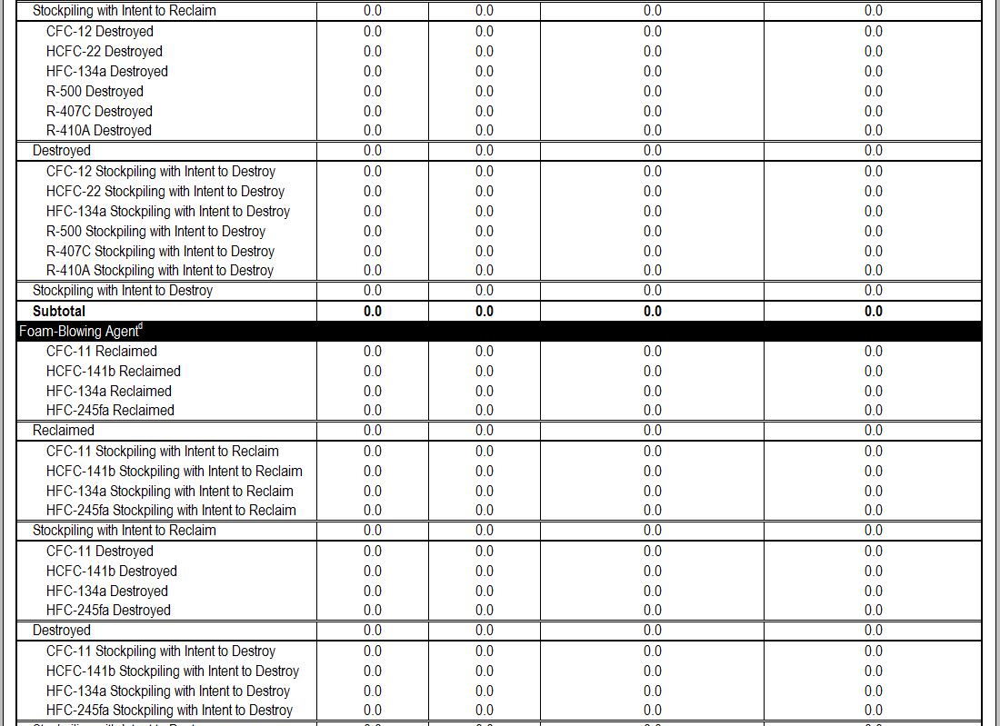 Stockpiling with Intent to Reclaim 0.0 0.0 0.0 0.0
CFC-12 Destroyed 0.0 0.0 0.0 0.0
HCFC-22 Destroyed 0.0 0.0 0.0 0.0
HFC-134a Destroyed 0.0 0.0 0.0 0.0
R-500 Destroyed 0.0 0.0 0.0 0.0
R-407C Destroyed 0.0 0.0 0.0 0.0
R-410A Destroyed 0.0 0.0 0.0 0.0
Destroyed 0.0 0.0 0.0 0.0
CFC-12 Stockpiling with Intent to Destroy 0.0 0.0 0.0 0.0
HCFC-22 Stockpiling with Intent to Destroy 0.0 0.0 0.0 0.0
HFC-134a Stockpiling with Intent to Destroy 0.0 0.0 0.0 0.0
R-500 Stockpiling with Intent to Destroy 0.0 0.0 0.0 0.0
R-407C Stockpiling with Intent to Destroy 0.0 0.0 0.0 0.0
R-410A Stockpiling with Intent to Destroy 0.0 0.0 0.0 0.0
Stockpiling with Intent to Destroy 0.0 0.0 0.0 0.0
Subtotal 0.0 0.0 0.0 0.0
Foam-Blowing Agentd
CFC-11 Reclaimed 0.0 0.0 0.0 0.0
HCFC-141b Reclaimed 0.0 0.0 0.0 0.0
HFC-134a Reclaimed 0.0 0.0 0.0 0.0
HFC-245fa Reclaimed 0.0 0.0 0.0 0.0
Reclaimed 0.0 0.0 0.0 0.0
CFC-11 Stockpiling with Intent to Reclaim 0.0 0.0 0.0 0.0
HCFC-141b Stockpiling with Intent to Reclaim 0.0 0.0 0.0 0.0
HFC-134a Stockpiling with Intent to Reclaim 0.0 0.0 0.0 0.0
HFC-245fa Stockpiling with Intent to Reclaim 0.0 0.0 0.0 0.0
Stockpiling with Intent to Reclaim 0.0 0.0 0.0 0.0
CFC-11 Destroyed 0.0 0.0 0.0 0.0
HCFC-141b Destroyed 0.0 0.0 0.0 0.0
HFC-134a Destroyed 0.0 0.0 0.0 0.0
HFC-245fa Destroyed 0.0 0.0 0.0 0.0
Destroyed 0.0 0.0 0.0 0.0
CFC-11 Stockpiling with Intent to Destroy 0.0 0.0 0.0 0.0
HCFC-141b Stockpiling with Intent to Destroy 0.0 0.0 0.0 0.0
HFC-134a Stockpiling with Intent to Destroy 0.0 0.0 0.0 0.0
HFC-245fa Stockpiling with Intent to Destroy 0.0 0.0 0.0 0.0